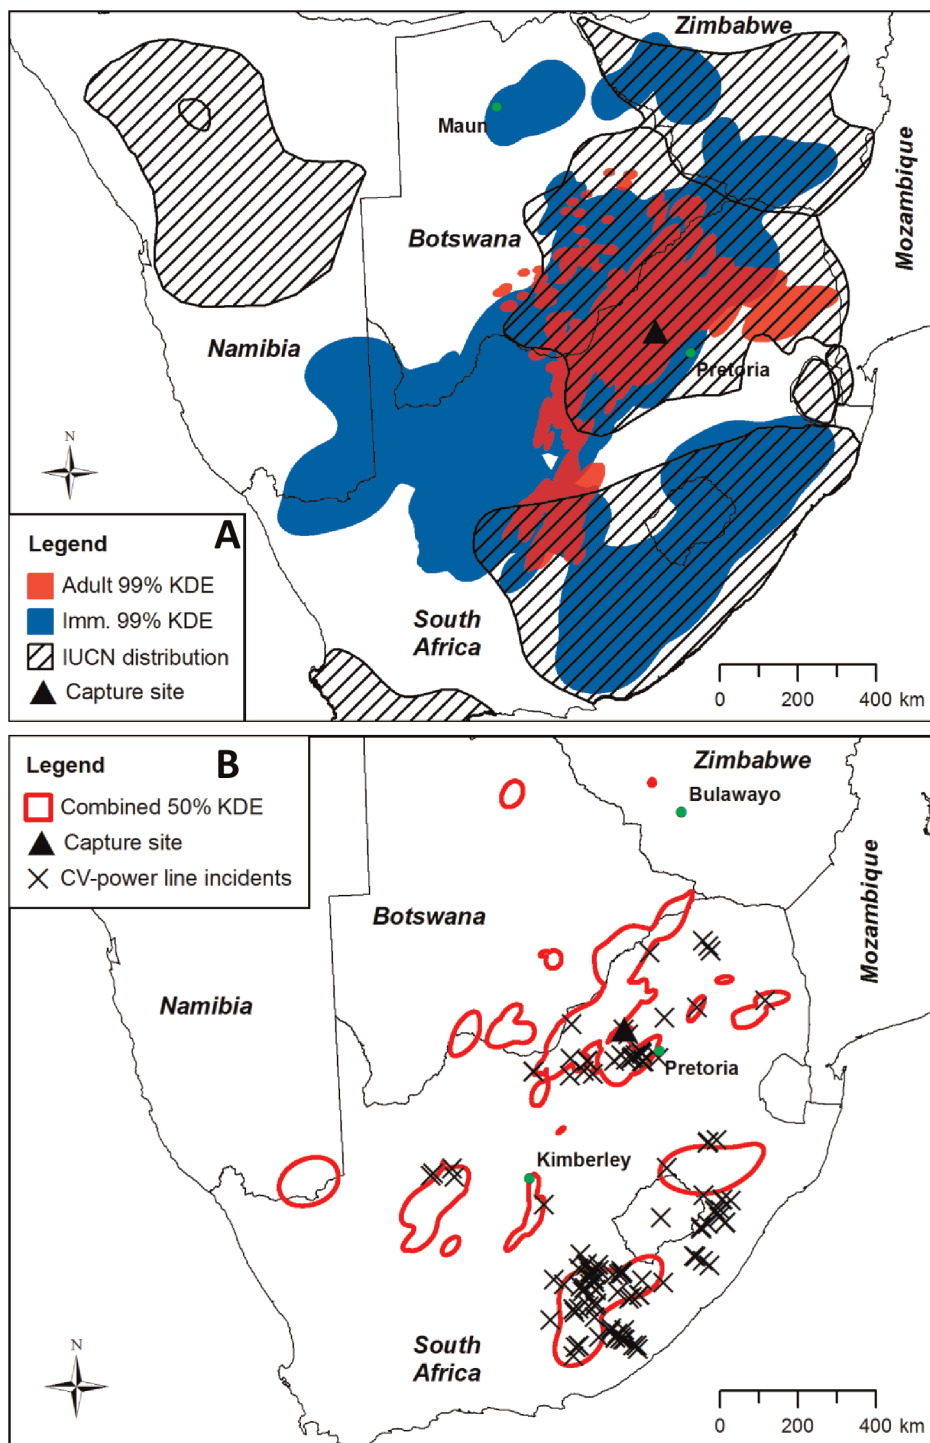 Zimbabwe
Maun
Mozambique
Botswana
Namibia
Pretoria
N
A
Legend
Adult 99% KDE
Imm. 99% KDE
IUCN distribution
Capture site
South
Africa
0 200 400 km
B
Legend
Combined 50% KDE
Capture site
CV-power line incidents
Zimbabwe
Bulawayo
Mozambique
Botswana
Namibia
Pretoria
Kimberley
N
South
Africa
0 200 400 km